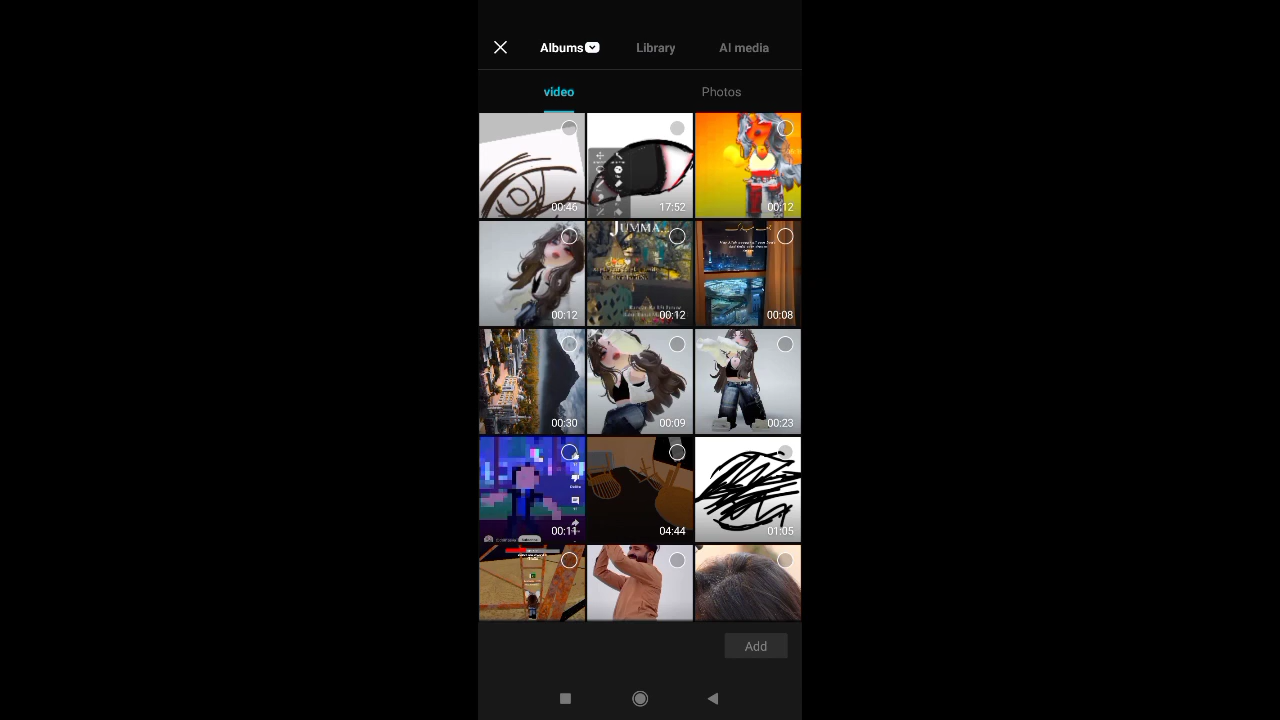 Albums
Library
AI media
video
Photos
00:46
17:52
00:12
00:12
JUMMA...
00:12
00:08
00:30
00:09
00:23
00:11
04:44
01:05
Add